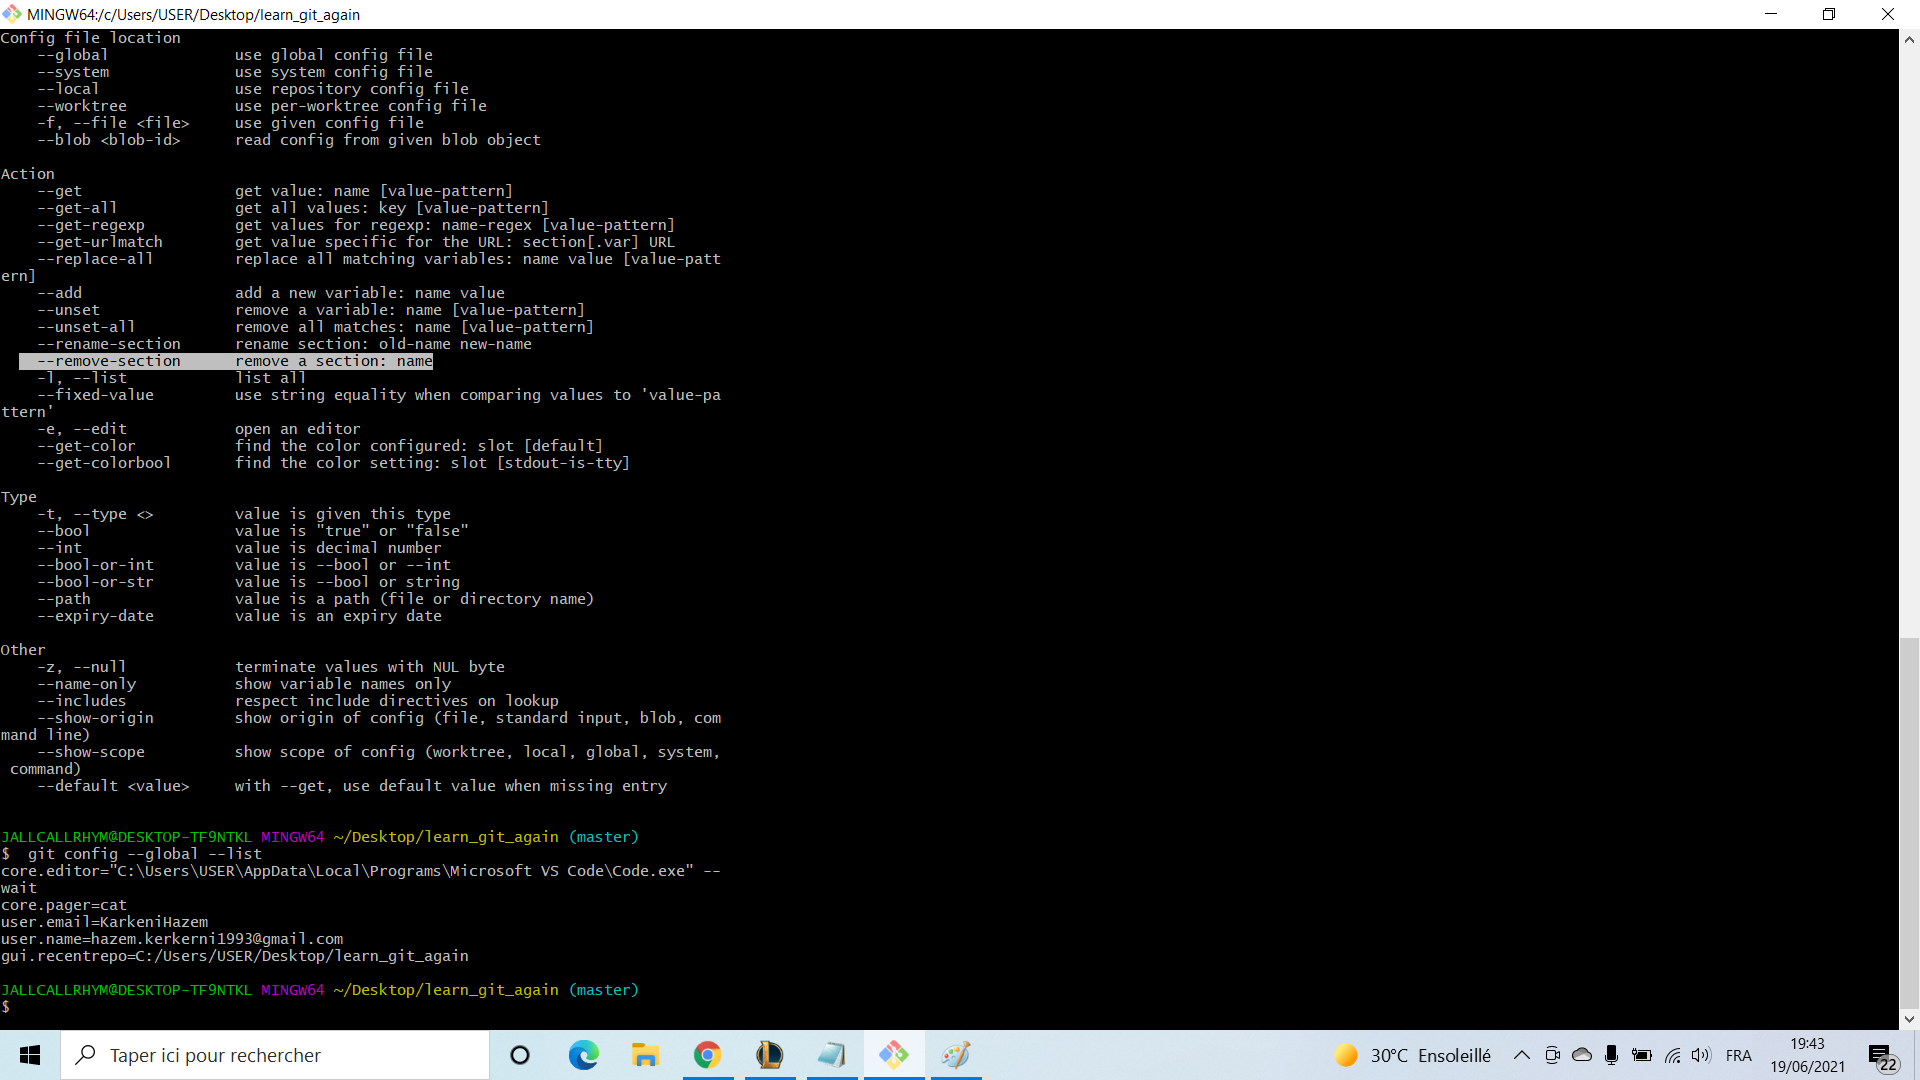 MINGW64:/c/Users/USER/Desktop/learn_git_again
Config file location
    --global              use global config file
    --system              use system config file
    --local               use repository config file
    --worktree            use per-worktree config file
    -f, --file <file>     use given config file
    --blob <blob-id>      read config from given blob object

Action
    --get                 get value: name [value-pattern]
    --get-all             get all values: key [value-pattern]
    --get-regexp          get values for regexp: name-regex [value-pattern]
    --get-urlmatch        get value specific for the URL: section[.var] URL
    --replace-all         replace all matching variables: name value [value-patt
ern]
    --add                 add a new variable: name value
    --unset               remove a variable: name [value-pattern]
    --unset-all           remove all matches: name [value-pattern]
    --rename-section      rename section: old-name new-name
    --remove-section      remove a section: name
    -l, --list            list all
    --fixed-value         use string equality when comparing values to 'value-pa
ttern'
    -e, --edit            open an editor
    --get-color           find the color configured: slot [default]
    --get-colorbool       find the color setting: slot [stdout-is-tty]

Type
    -t, --type <>         value is given this type
    --bool                value is "true" or "false"
    --int                 value is decimal number
    --bool-or-int         value is --bool or --int
    --bool-or-str         value is --bool or string
    --path                value is a path (file or directory name)
    --expiry-date         value is an expiry date

Other
    -z, --null            terminate values with NUL byte
    --name-only           show variable names only
    --includes            respect include directives on lookup
    --show-origin         show origin of config (file, standard input, blob, com
mand line)
    --show-scope          show scope of config (worktree, local, global, system,
 command)
    --default <value>     with --get, use default value when missing entry

JALLCALLRHYM@DESKTOP-TF9NTKL MINGW64 ~/Desktop/learn_git_again (master)
$  git config --global --list
core.editor="C:\Users\USER\AppData\Local\Programs\Microsoft VS Code\Code.exe" --
wait
core.pager=cat
user.email=KarkeniHazem
user.name=hazem.kerkerni1993@gmail.com
gui.recentrepo=C:/Users/USER/Desktop/learn_git_again

JALLCALLRHYM@DESKTOP-TF9NTKL MINGW64 ~/Desktop/learn_git_again (master)
$
Taper ici pour rechercher
30°C Ensoleillé
FRA
19:43
19/06/2021
22